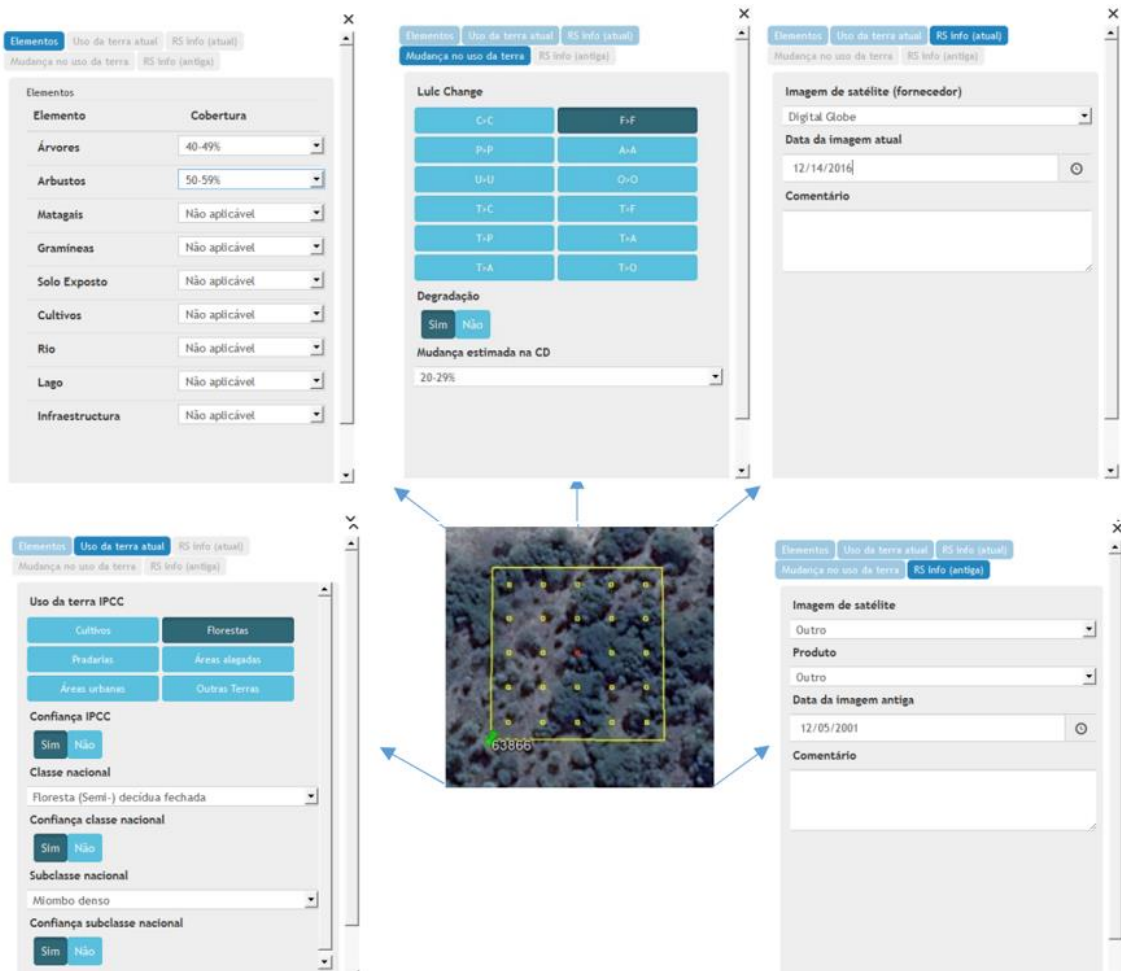 Elementos Uso da terra atual RS info (atual)
Mudança no uso da terra RS info (antiga)
Elementos
Elemento Cobertura
Árvores 40-49%
Arbustos 50-59%
Matagais Não aplicável
Gramíneas Não aplicável
Solo Exposto Não aplicável
Cultivos Não aplicável
Rio Não aplicável
Lago Não aplicável
Infraestructura Não aplicável
Elementos Uso da terra atual RS info (atual)
Mudança no uso da terra RS info (antiga)
Lulc Change
C>C F>F
P>P A>A
U>U O>O
T>C T>F
T>P T>A
T>A T>O
Degradação
Sim Não
Mudança estimada na CD
20-29%
Elementos Uso da terra atual RS info (atual)
Mudança no uso da terra RS info (antiga)
Imagem de satélite (fornecedor)
Digital Globe
Data da imagem atual
12/14/2016
Comentário
Elementos Uso da terra atual RS info (atual)
Mudança no uso da terra RS info (antiga)
Uso da terra IPCC
Cultivos Florestas
Pradarias Áreas alagadas
Áreas urbanas Outras Terras
Confiança IPCC
Sim Não
Classe nacional
Floresta (Semi-) decídua fechada
Confiança classe nacional
Sim Não
Subclasse nacional
Miombo denso
Confiança subclasse nacional
Sim Não
63866
Elementos Uso da terra atual RS info (atual)
Mudança no uso da terra RS info (antiga)
Imagem de satélite
Outro
Produto
Outro
Data da imagem antiga
12/05/2001
Comentário